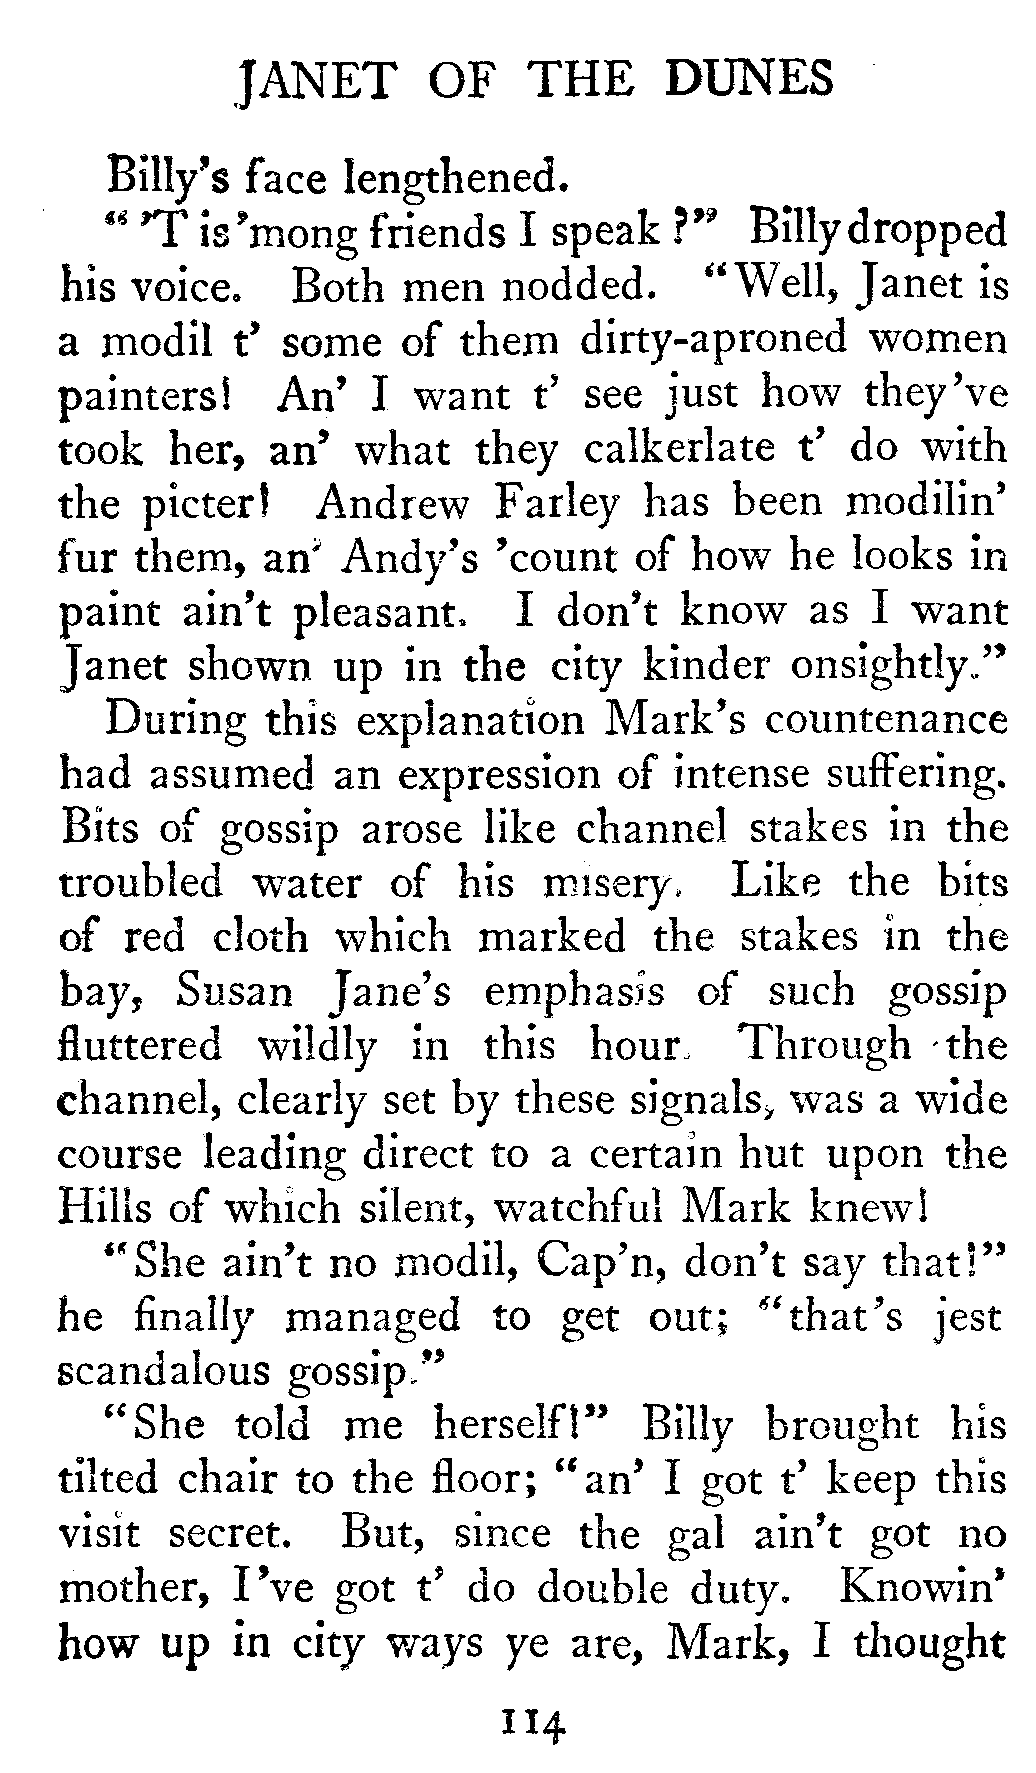 JANET OF THE DUNES
Billy's face lengthened.
"'T is 'mong friends I speak?" Billy dropped
his voice. Both men nodded. "Well, Janet is
a modil t' some of them dirty-aproned women
painters! An' I want t' see just how they've
took her, an' what they calkerlate t' do with
the picter! Andrew Farley has been modilin'
fur them, an' Andy's 'count of how he looks in
paint ain't pleasant. I don't know as I want
Janet shown up in the city kinder onsightly."
During this explanation Mark's countenance
had assumed an expression of intense suffering.
Bits of gossip arose like channel stakes in the
troubled water of his misery. Like the bits
of red cloth which marked the stakes in the
bay, Susan Jane's emphasis of such gossip
fluttered wildly in this hour. Through the
channel, clearly set by these signals, was a wide
course leading direct to a certain hut upon the
Hills of which silent, watchful Mark knew!
"She ain't no modil, Cap'n, don't say that!"
he finally managed to get out; "that's jest
scandalous gossip."
"She told me herself!" Billy brought his
tilted chair to the floor; "an' I got t' keep this
visit secret. But, since the gal ain't got no
mother, I've got t' do double duty. Knowin'
how up in city ways ye are, Mark, I thought
114